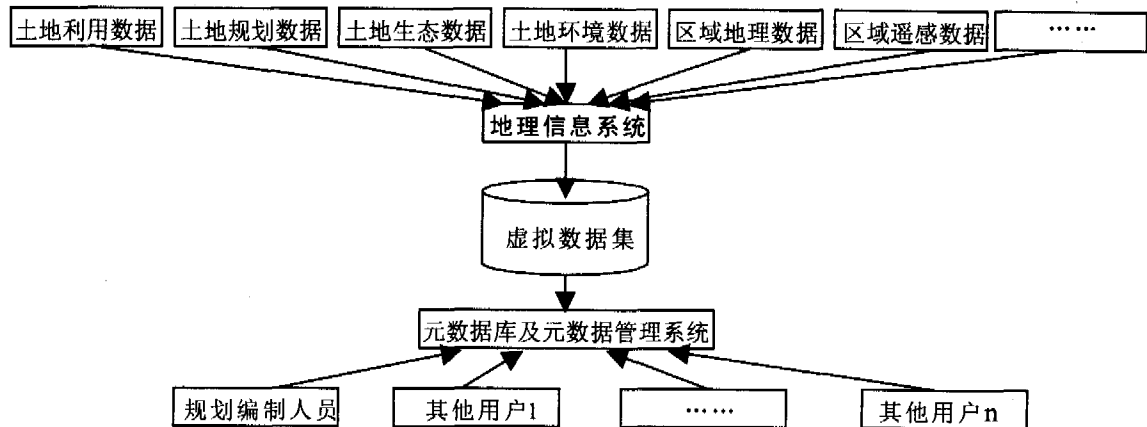 土地利用数据
土地规划数据
土地生态数据
土地环境数据
区域地理数据
区域遥感数据
……
地理信息系统
虚拟数据集
元数据库及元数据管理系统
规划编制人员
其他用户1
……
其他用户n